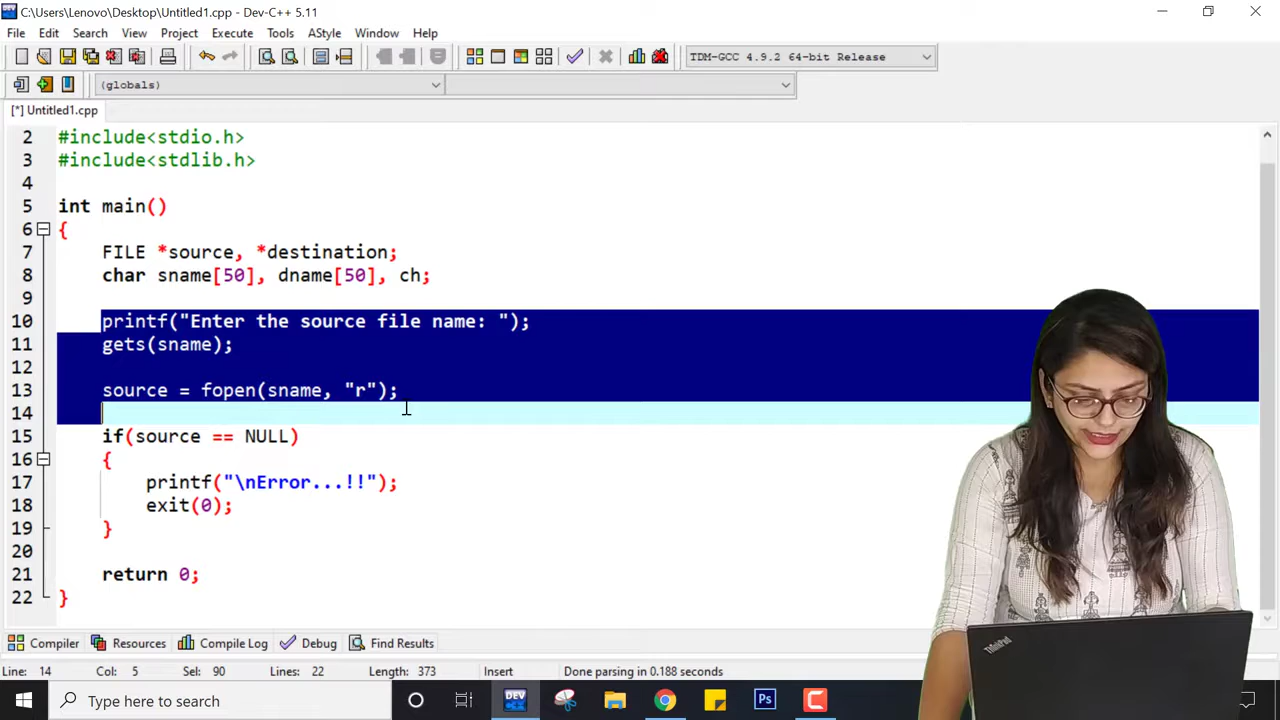 C:\Users\Lenovo\Desktop\Untitled1.cpp - Dev-C++ 5.11
File Edit Search View Project Execute Tools AStyle Window Help
TDM-GCC 4.9.2 64-bit Release
(globals)
[*] Untitled1.cpp
2 #include<stdio.h>
3 #include<stdlib.h>
4
5 int main()
6 {
7 FILE *source, *destination;
8 char sname[50], dname[50], ch;
9
10 printf("Enter the source file name: ");
11 gets(sname);
12
13 source = fopen(sname, "r");
14
15 if(source == NULL)
16 {
17 printf("\nError...!!");
18 exit(0);
19 }
20
21 return 0;
22 }
Compiler Resources Compile Log Debug Find Results
Line: 14 Col: 5 Sel: 90 Lines: 22 Length: 373 Insert Done parsing in 0.188 seconds
Type here to search
DEV C++
Ps
ThinkPad